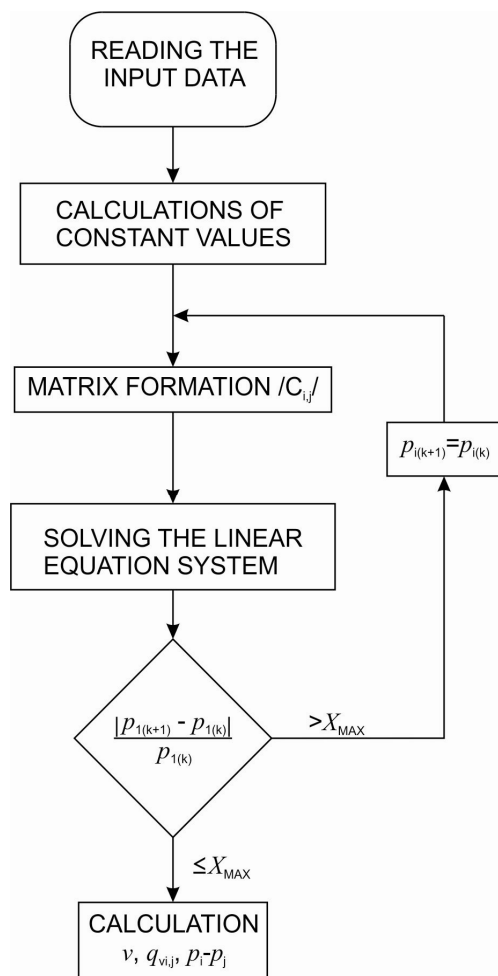 READING THE
INPUT DATA
CALCULATIONS OF
CONSTANT VALUES
MATRIX FORMATION /C_{i,j}/
p_{i(k+1)}=p_{i(k)}
SOLVING THE LINEAR
EQUATION SYSTEM
|p_{1(k+1)} - p_{1(k)}|
p_{1(k)}
>X_{MAX}
≤X_{MAX}
CALCULATION
v, q_{vi,j}, p_i-p_j